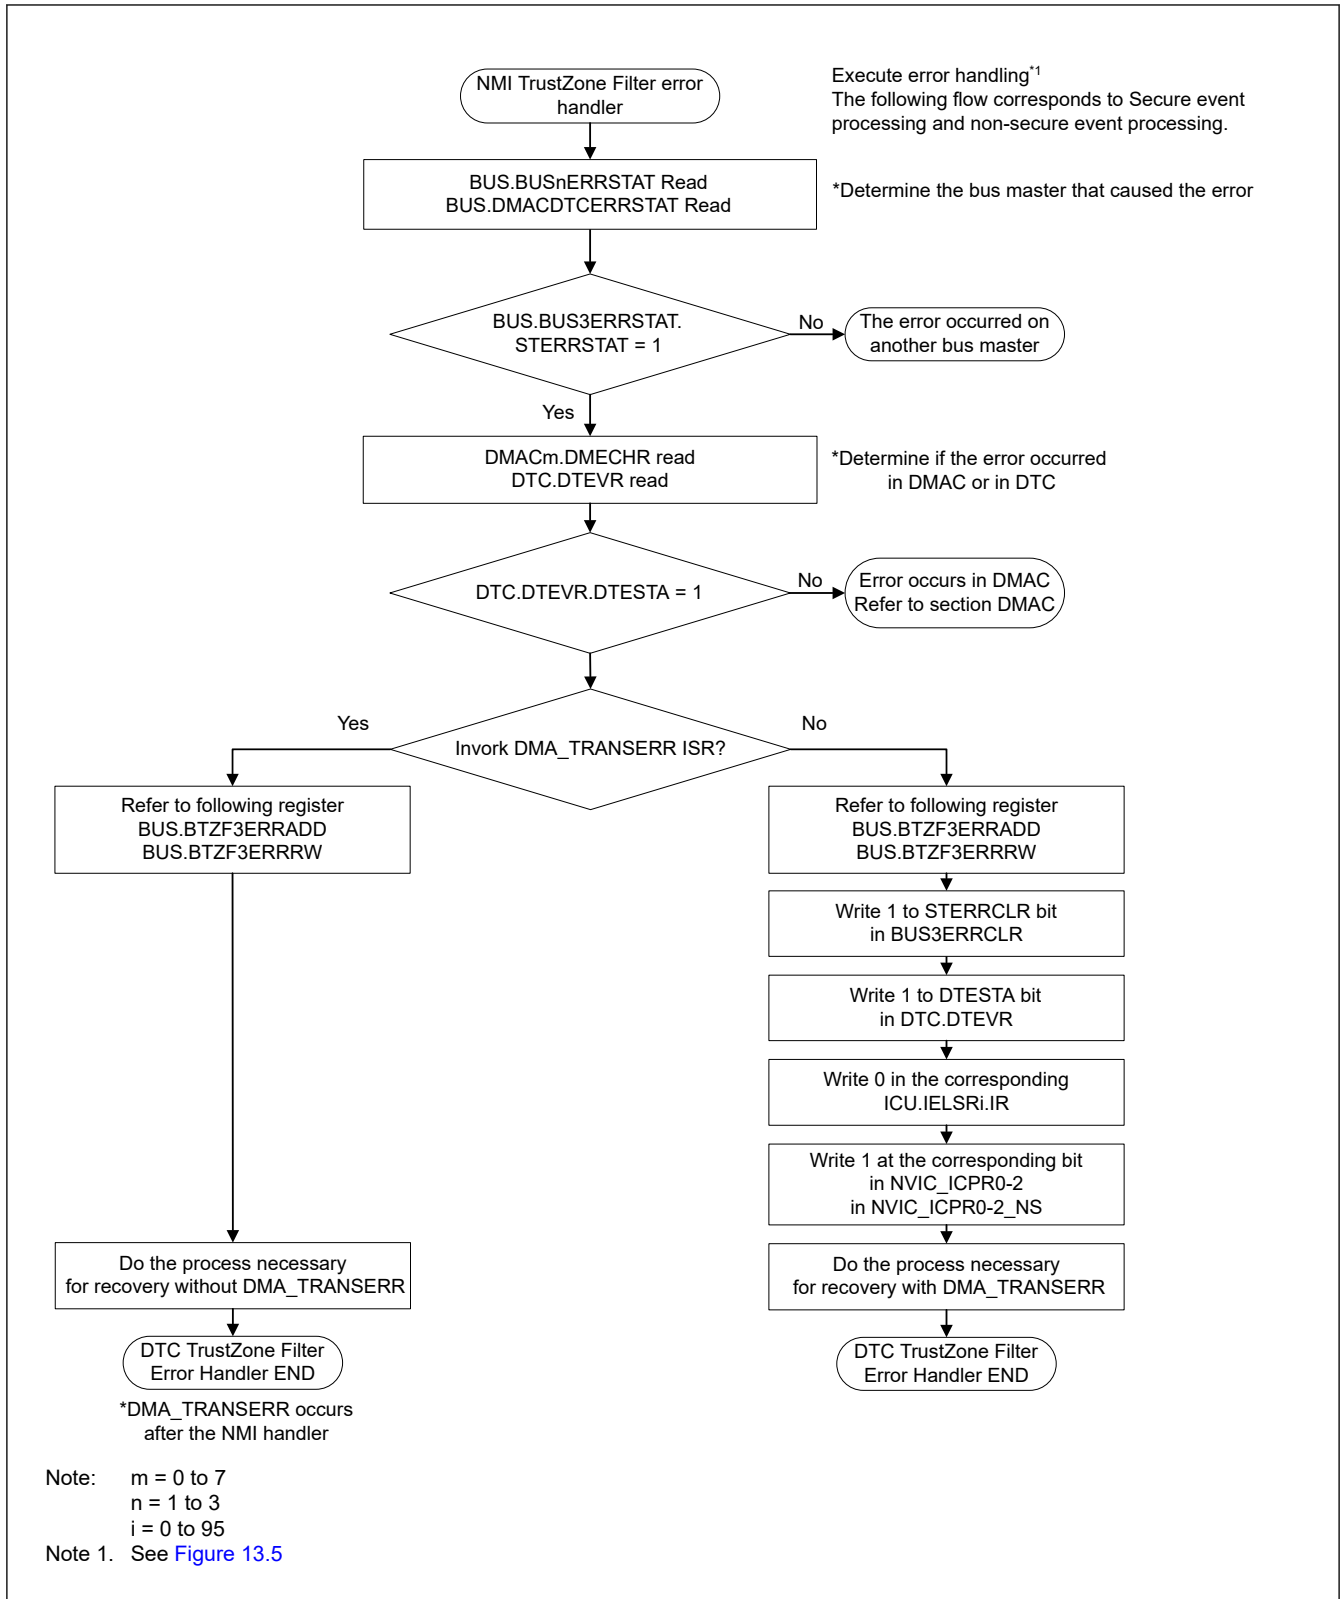 NMI TrustZone Filter error
handler
Execute error handling*1
The following flow corresponds to Secure event
processing and non-secure event processing.
BUS.BUSnERRSTAT Read
BUS.DMACDTCERRSTAT Read
*Determine the bus master that caused the error
BUS.BUS3ERRSTAT.
STERRSTAT = 1
No
The error occurred on
another bus master
Yes
DMACm.DMECHR read
DTC.DTEVR read
*Determine if the error occurred
in DMAC or in DTC
DTC.DTEVR.DTESTA = 1
No
Error occurs in DMAC
Refer to section DMAC
Invork DMA_TRANSERR ISR?
Yes
No
Refer to following register
BUS.BTZF3ERRADD
BUS.BTZF3ERRRW
Do the process necessary
for recovery without DMA_TRANSERR
DTC TrustZone Filter
Error Handler END
*DMA_TRANSERR occurs
after the NMI handler
Refer to following register
BUS.BTZF3ERRADD
BUS.BTZF3ERRRW
Write 1 to STERRCLR bit
in BUS3ERRCLR
Write 1 to DTESTA bit
in DTC.DTEVR
Write 0 in the corresponding
ICU.IELSRi.IR
Write 1 at the corresponding bit
in NVIC_ICPR0-2
in NVIC_ICPR0-2_NS
Do the process necessary
for recovery with DMA_TRANSERR
DTC TrustZone Filter
Error Handler END
Note: m = 0 to 7
n = 1 to 3
i = 0 to 95
Note 1. See Figure 13.5